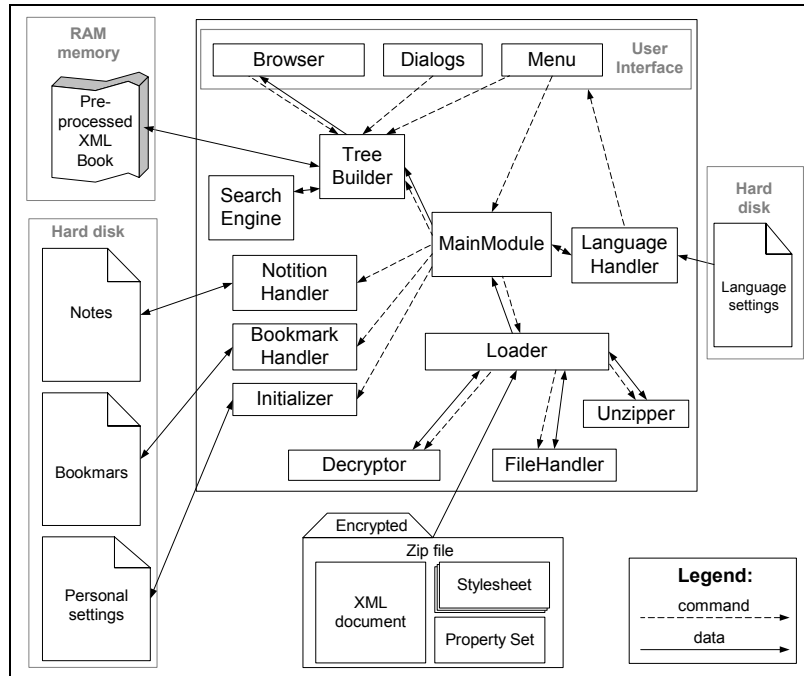 RAM
memory
Pre-
processed
XML
Book
Browser
Dialogs
Menu
User
Interface
Tree
Builder
Search
Engine
MainModule
Language
Handler
Hard
disk
Language
settings
Hard disk
Notes
Bookmars
Personal
settings
Notition
Handler
Bookmark
Handler
Initializer
Loader
Unzipper
Decryptor
FileHandler
Encrypted
Zip file
XML
document
Stylesheet
Property Set
Legend:
command
data